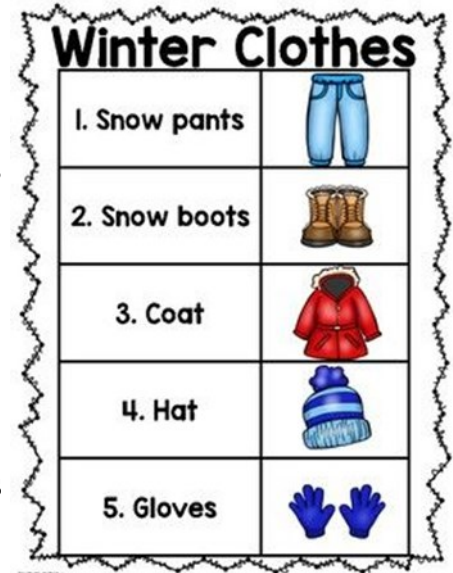 Winter Clothes
1. Snow pants
2. Snow boots
3. Coat
4. Hat
5. Gloves